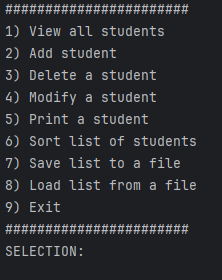 #######################
1) View all students
2) Add student
3) Delete a student
4) Modify a student
5) Print a student
6) Sort list of students
7) Save list to a file
8) Load list from a file
9) Exit
#######################
SELECTION: